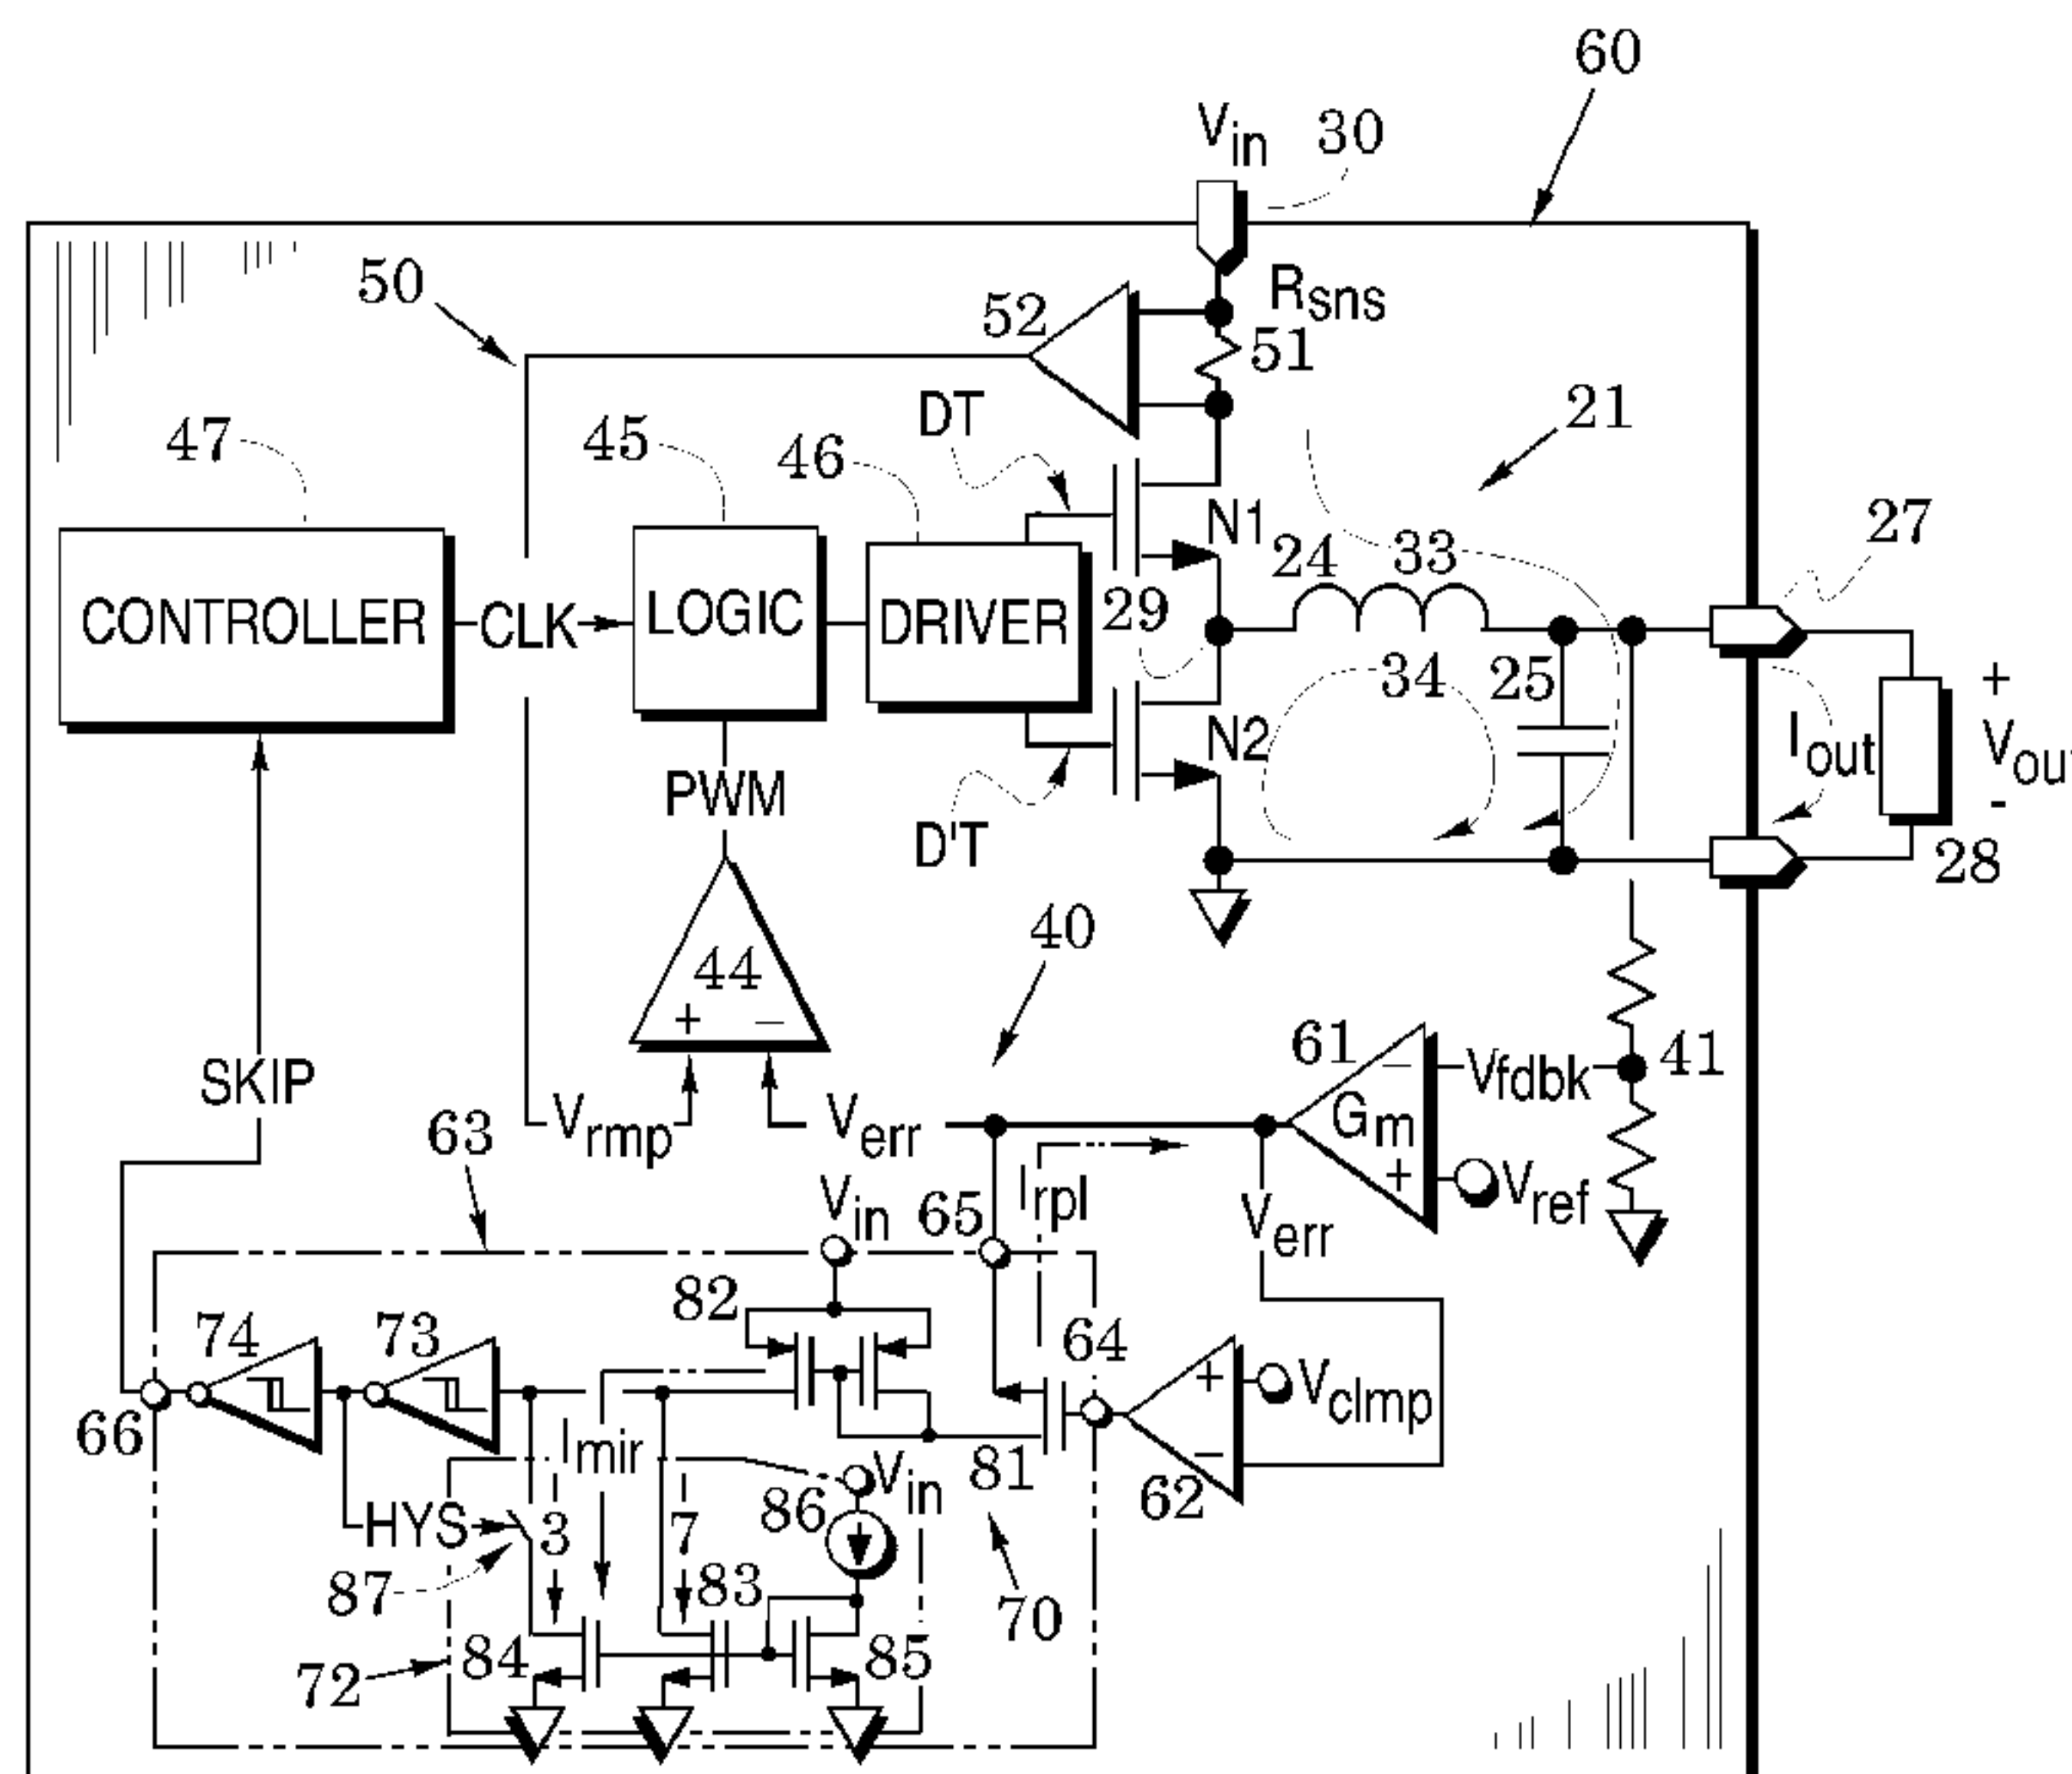 60
Vin
30
50
52
Rsns
51
DT
21
47
45
46
27
N1
24
33
CONTROLLER
CLK
LOGIC
DRIVER
29
34
25
+
Vou
-
Iout
N2
PWM
D'T
28
40
44
+ −
61
−
Vfdbk
41
SKIP
Gm
63
Vrmp
Verr
+
Vref
Vin
65
Irpl
Verr
82
64
74
73
+
Vclmp
66
Imir
−
81
62
Vin
86
HYS
3
7
87
83
70
84
85
72